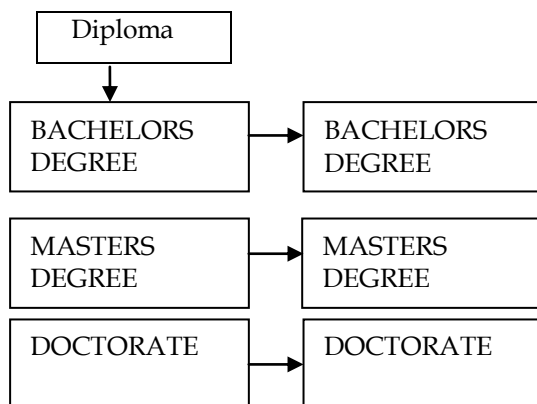 Diploma
BACHELORS
DEGREE
BACHELORS
DEGREE
MASTERS
DEGREE
MASTERS
DEGREE
DOCTORATE
DOCTORATE